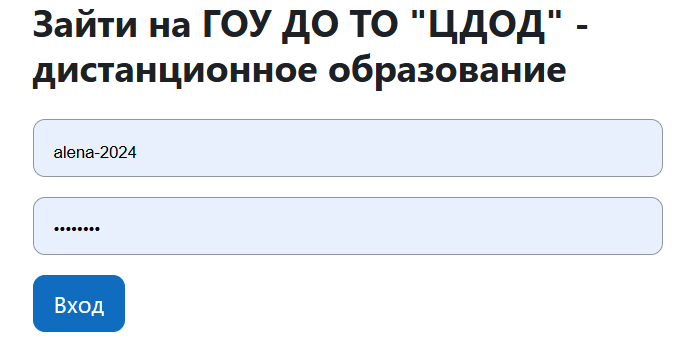 Зайти на ГОУ ДО ТО "ЦДОД" -
дистанционное образование
alena-2024
••••••••
Вход